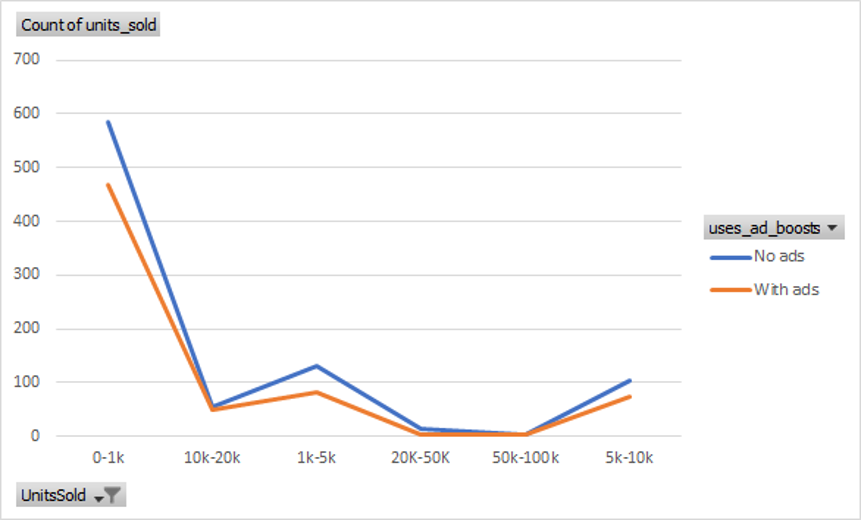 Count of units_sold
700
600
500
400
300
200
100
0
0-1k 10k-20k 1k-5k 20K-50K 50k-100k 5k-10k
uses_ad_boosts
No ads
With ads
UnitsSold